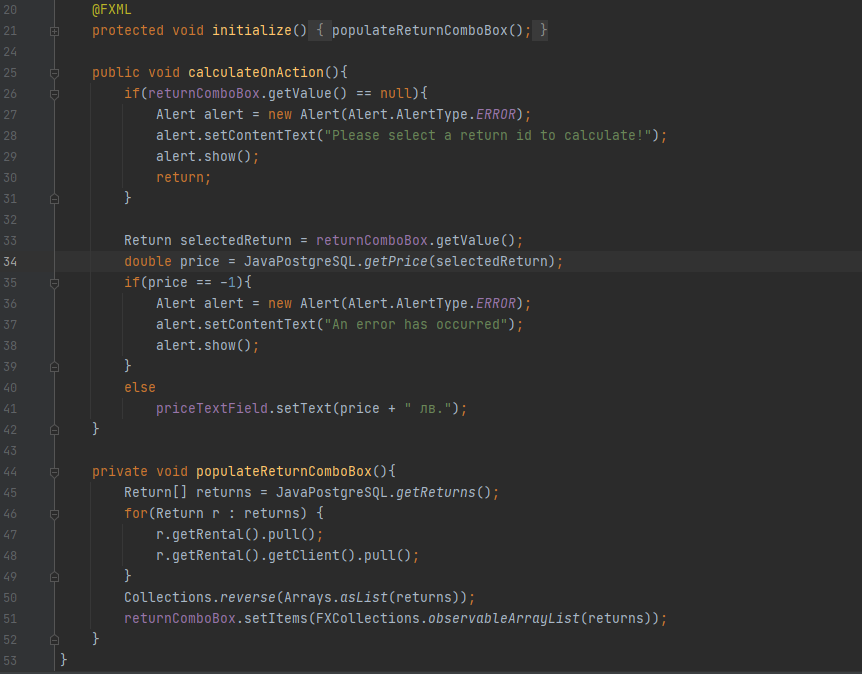 20 @FXML
21 protected void initialize() { populateReturnComboBox(); }
24
25 public void calculateOnAction(){
26 if(returnComboBox.getValue() == null){
27 Alert alert = new Alert(Alert.AlertType.ERROR);
28 alert.setContentText("Please select a return id to calculate!");
29 alert.show();
30 return;
31 }
32
33 Return selectedReturn = returnComboBox.getValue();
34 double price = JavaPostgreSQL.getPrice(selectedReturn);
35 if(price == -1){
36 Alert alert = new Alert(Alert.AlertType.ERROR);
37 alert.setContentText("An error has occurred");
38 alert.show();
39 }
40 else
41 priceTextField.setText(price + " лв.");
42 }
43
44 private void populateReturnComboBox(){
45 Return[] returns = JavaPostgreSQL.getReturns();
46 for(Return r : returns) {
47 r.getRental().pull();
48 r.getRental().getClient().pull();
49 }
50 Collections.reverse(Arrays.asList(returns));
51 returnComboBox.setItems(FXCollections.observableArrayList(returns));
52 }
53 }